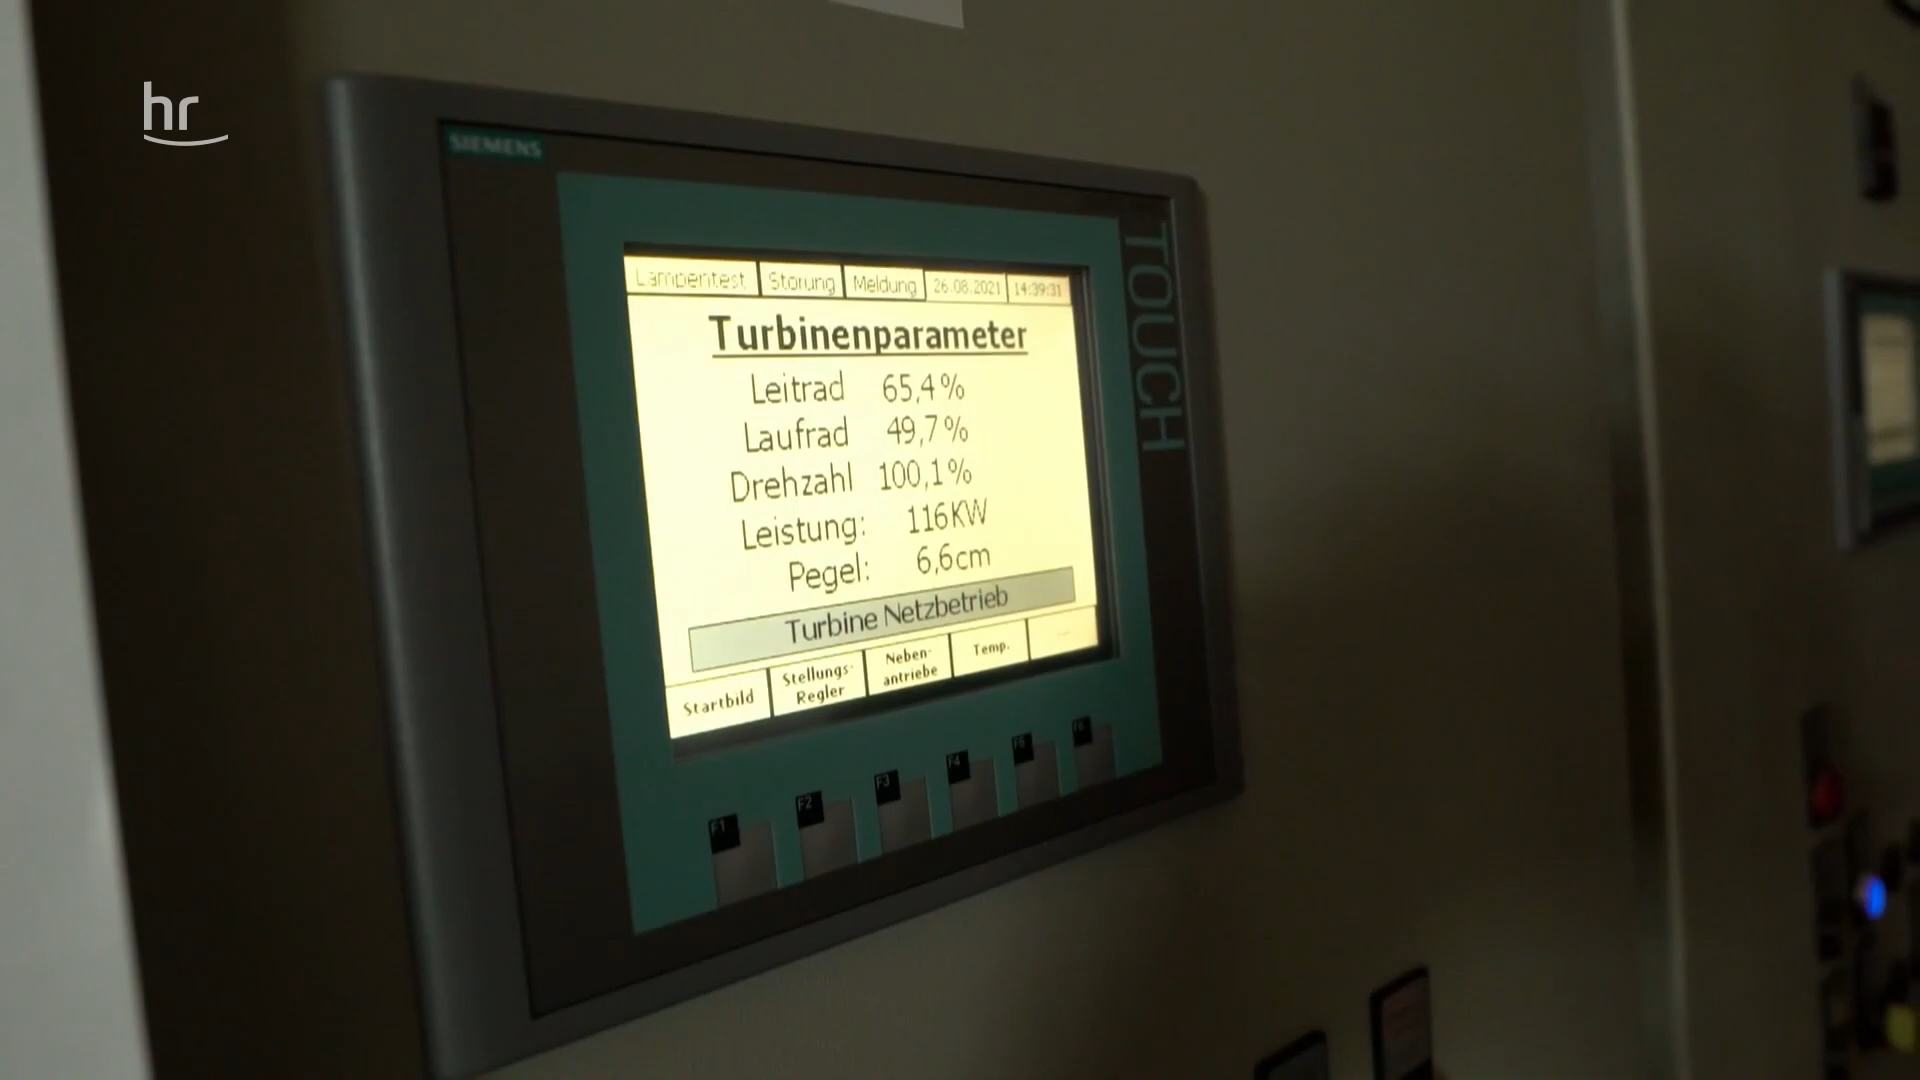 hr
SIEMENS
TOUCH
Lampentest Störung Meldung 26.08.2021 14:39:31
Turbinenparameter
Leitrad 65,4%
Laufrad 49,7%
Drehzahl 100,1%
Leistung: 116KW
Pegel: 6,6cm
Turbine Netzbetrieb
Startbild
Stellungs-
Regler
Neben-
antriebe
Temp.
F1 F2 F3 F4 F5 F6